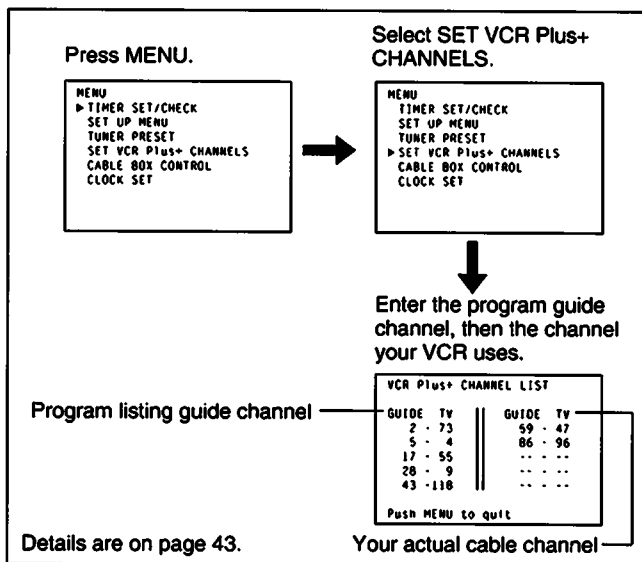 Press MENU.
MENU
▶TIMER SET/CHECK
SET UP MENU
TUNER PRESET
SET VCR Plus+ CHANNELS
CABLE BOX CONTROL
CLOCK SET
Select SET VCR Plus+
CHANNELS.
MENU
TIMER SET/CHECK
SET UP MENU
TUNER PRESET
▶SET VCR Plus+ CHANNELS
CABLE BOX CONTROL
CLOCK SET
Enter the program guide
channel, then the channel
your VCR uses.
Program listing guide channel
VCR Plus+ CHANNEL LIST
GUIDE TV GUIDE TV
2 - 73 59 - 47
5 - 4 86 - 96
17 - 55 -- - --
28 - 9 -- - --
43 -118 -- - --
Push MENU to quit
Your actual cable channel
Details are on page 43.